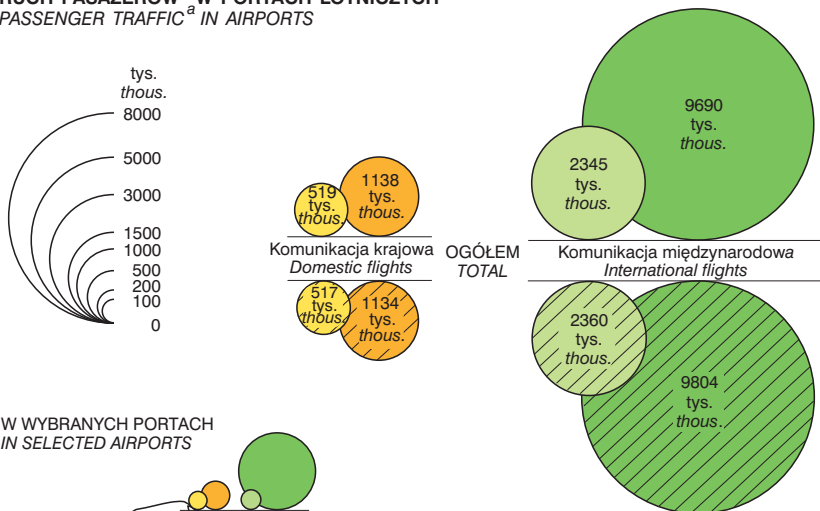 PASSENGER TRAFFIC a IN AIRPORTS
tys.
thous.
8000
5000
3000
1500
1000
500
200
100
0
519
tys.
thous.
1138
tys.
thous.
2345
tys.
thous.
9690
tys.
thous.
Komunikacja krajowa
Domestic flights
OGÓŁEM
TOTAL
Komunikacja międzynarodowa
International flights
517
tys.
thous.
1134
tys.
thous.
2360
tys.
thous.
9804
tys.
thous.
W WYBRANYCH PORTACH
IN SELECTED AIRPORTS